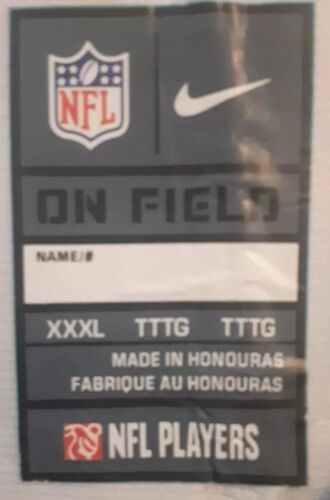 NFL
ON FIELD
NAME/#
XXXL TTTG TTTG
MADE IN HONOURAS
FABRIQUE AU HONOURAS
NFL PLAYERS